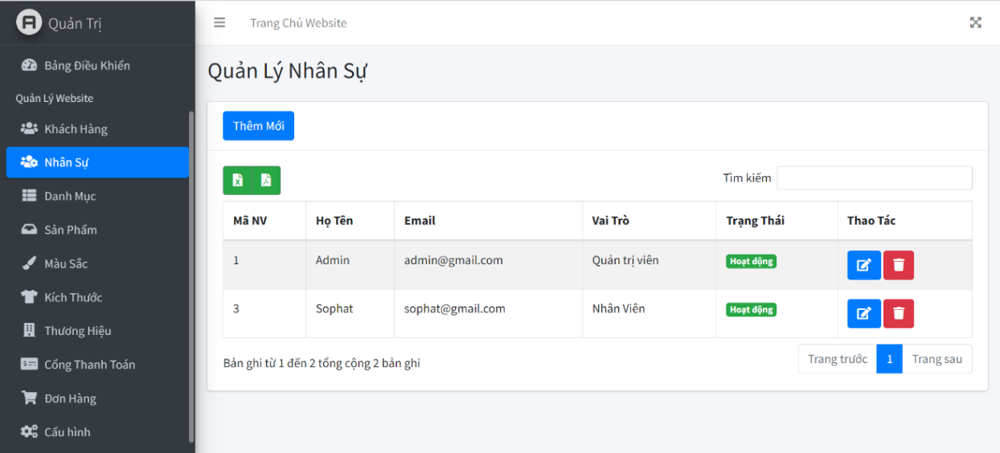 Quản Trị
Trang Chủ Website
Bảng Điều Khiển
Quản Lý Website
Khách Hàng
Nhân Sự
Danh Mục
Sản Phẩm
Màu Sắc
Kích Thước
Thương Hiệu
Cổng Thanh Toán
Đơn Hàng
Cấu hình
Quản Lý Nhân Sự
Thêm Mới
Tìm kiếm
Mã NV Họ Tên Email Vai Trò Trạng Thái Thao Tác
1 Admin admin@gmail.com Quản trị viên Hoạt động
3 Sophat sophat@gmail.com Nhân Viên Hoạt động
Bản ghi từ 1 đến 2 tổng cộng 2 bản ghi
Trang trước 1 Trang sau